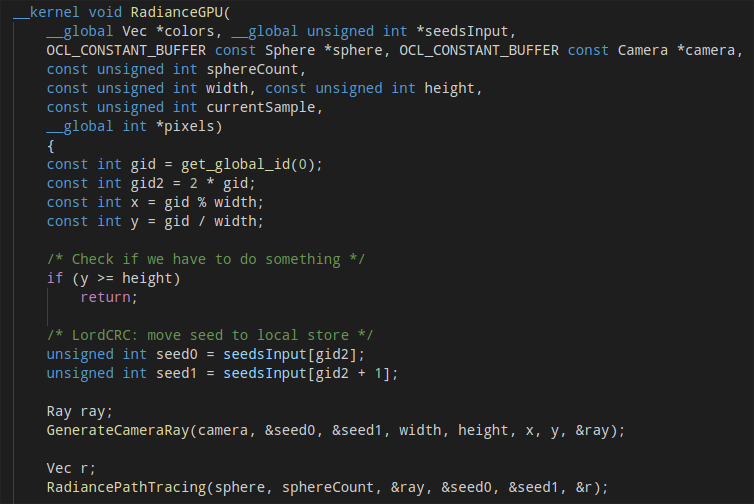 __kernel void RadianceGPU(
__global Vec *colors, __global unsigned int *seedsInput,
OCL_CONSTANT_BUFFER const Sphere *sphere, OCL_CONSTANT_BUFFER const Camera *camera,
const unsigned int sphereCount,
const unsigned int width, const unsigned int height,
const unsigned int currentSample,
__global int *pixels)
{
const int gid = get_global_id(0);
const int gid2 = 2 * gid;
const int x = gid % width;
const int y = gid / width;
/* Check if we have to do something */
if (y >= height)
return;
/* LordCRC: move seed to local store */
unsigned int seed0 = seedsInput[gid2];
unsigned int seed1 = seedsInput[gid2 + 1];
Ray ray;
GenerateCameraRay(camera, &seed0, &seed1, width, height, x, y, &ray);
Vec r;
RadiancePathTracing(sphere, sphereCount, &ray, &seed0, &seed1, &r);